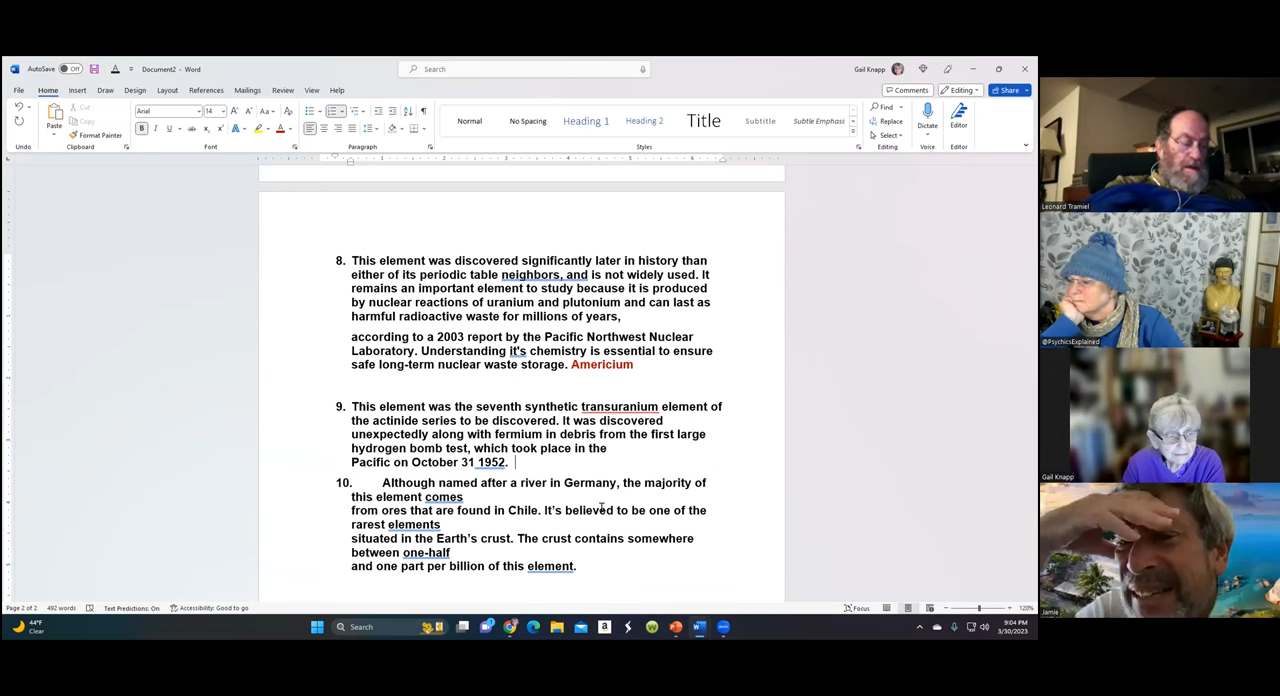 AutoSave Off Document2 - Word Search Gail Knapp
File Home Insert Draw Design Layout References Mailings Review View Help Comments Editing Share
Paste Cut Copy Format Painter Arial 14 Normal No Spacing Heading 1 Heading 2 Title Subtitle Subtle Emphasi Find Replace Select Dictate Editor
Undo Clipboard Font Paragraph Styles Editing Voice Editor
8. This element was discovered significantly later in history than
either of its periodic table neighbors, and is not widely used. It
remains an important element to study because it is produced
by nuclear reactions of uranium and plutonium and can last as
harmful radioactive waste for millions of years,
according to a 2003 report by the Pacific Northwest Nuclear
Laboratory. Understanding it's chemistry is essential to ensure
safe long-term nuclear waste storage. Americium
9. This element was the seventh synthetic transuranium element of
the actinide series to be discovered. It was discovered
unexpectedly along with fermium in debris from the first large
hydrogen bomb test, which took place in the
Pacific on October 31 1952.
10. Although named after a river in Germany, the majority of
this element comes
from ores that are found in Chile. It's believed to be one of the
rarest elements
situated in the Earth's crust. The crust contains somewhere
between one-half
and one part per billion of this element.
Page 2 of 2 492 words Text Predictions: On Accessibility: Good to go Focus 120%
44°F
Clear
Search
9:04 PM
3/30/2023
Leonard Tramiel
@PsychicsExplained
Gail Knapp
Jamie